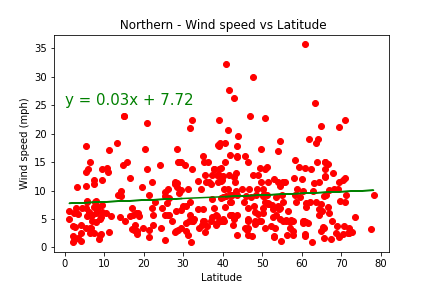 Northern - Wind speed vs Latitude
35
30
25
20
15
10
5
0
Wind speed (mph)
y = 0.03x + 7.72
0 10 20 30 40 50 60 70 80
Latitude